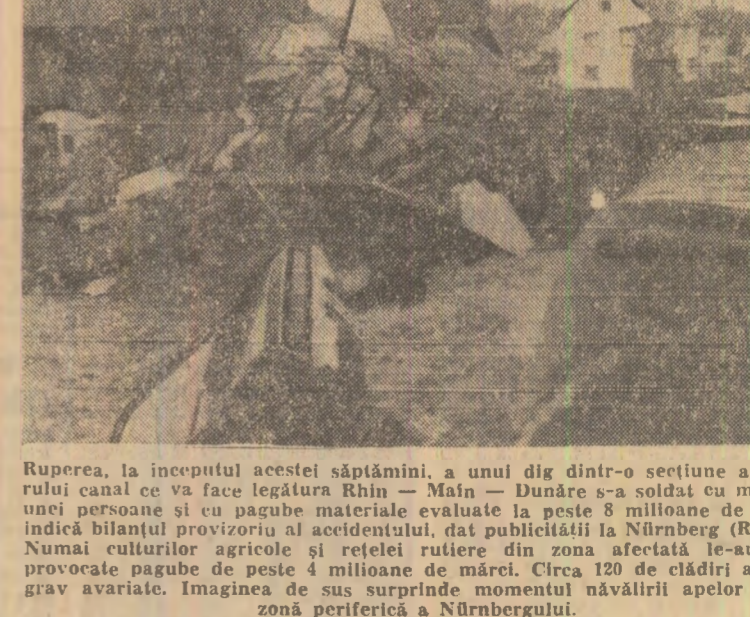 Ruperea, la începutul acestei săptămîni, a unui dig dintr-o secțiune a
rului canal ce va face legătura Rhin — Main — Dunăre s-a soldat cu m
unei persoane și cu pagube materiale evaluate la peste 8 milioane de
indică bilanțul provizoriu al accidentului, dat publicității la Nürnberg (R
Numai culturilor agricole și rețelei rutiere din zona afectată le-au
provocate pagube de peste 4 milioane de mărci. Circa 120 de clădiri a
grav avariate. Imaginea de sus surprinde momentul năvălirii apelor
zonă periferică a Nürnbergului.